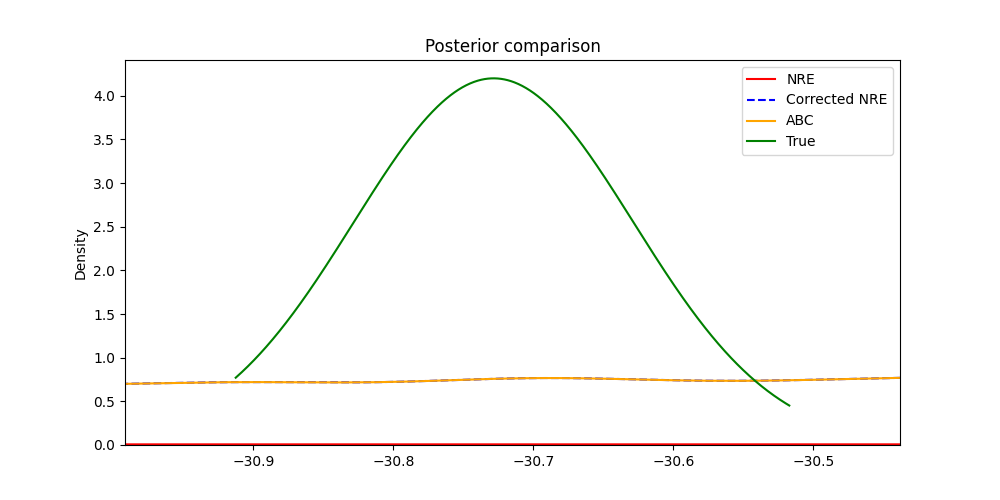 Posterior comparison
NRE
Corrected NRE
ABC
True
Density
4.0
3.5
3.0
2.5
2.0
1.5
1.0
0.5
0.0
−30.9 −30.8 −30.7 −30.6 −30.5